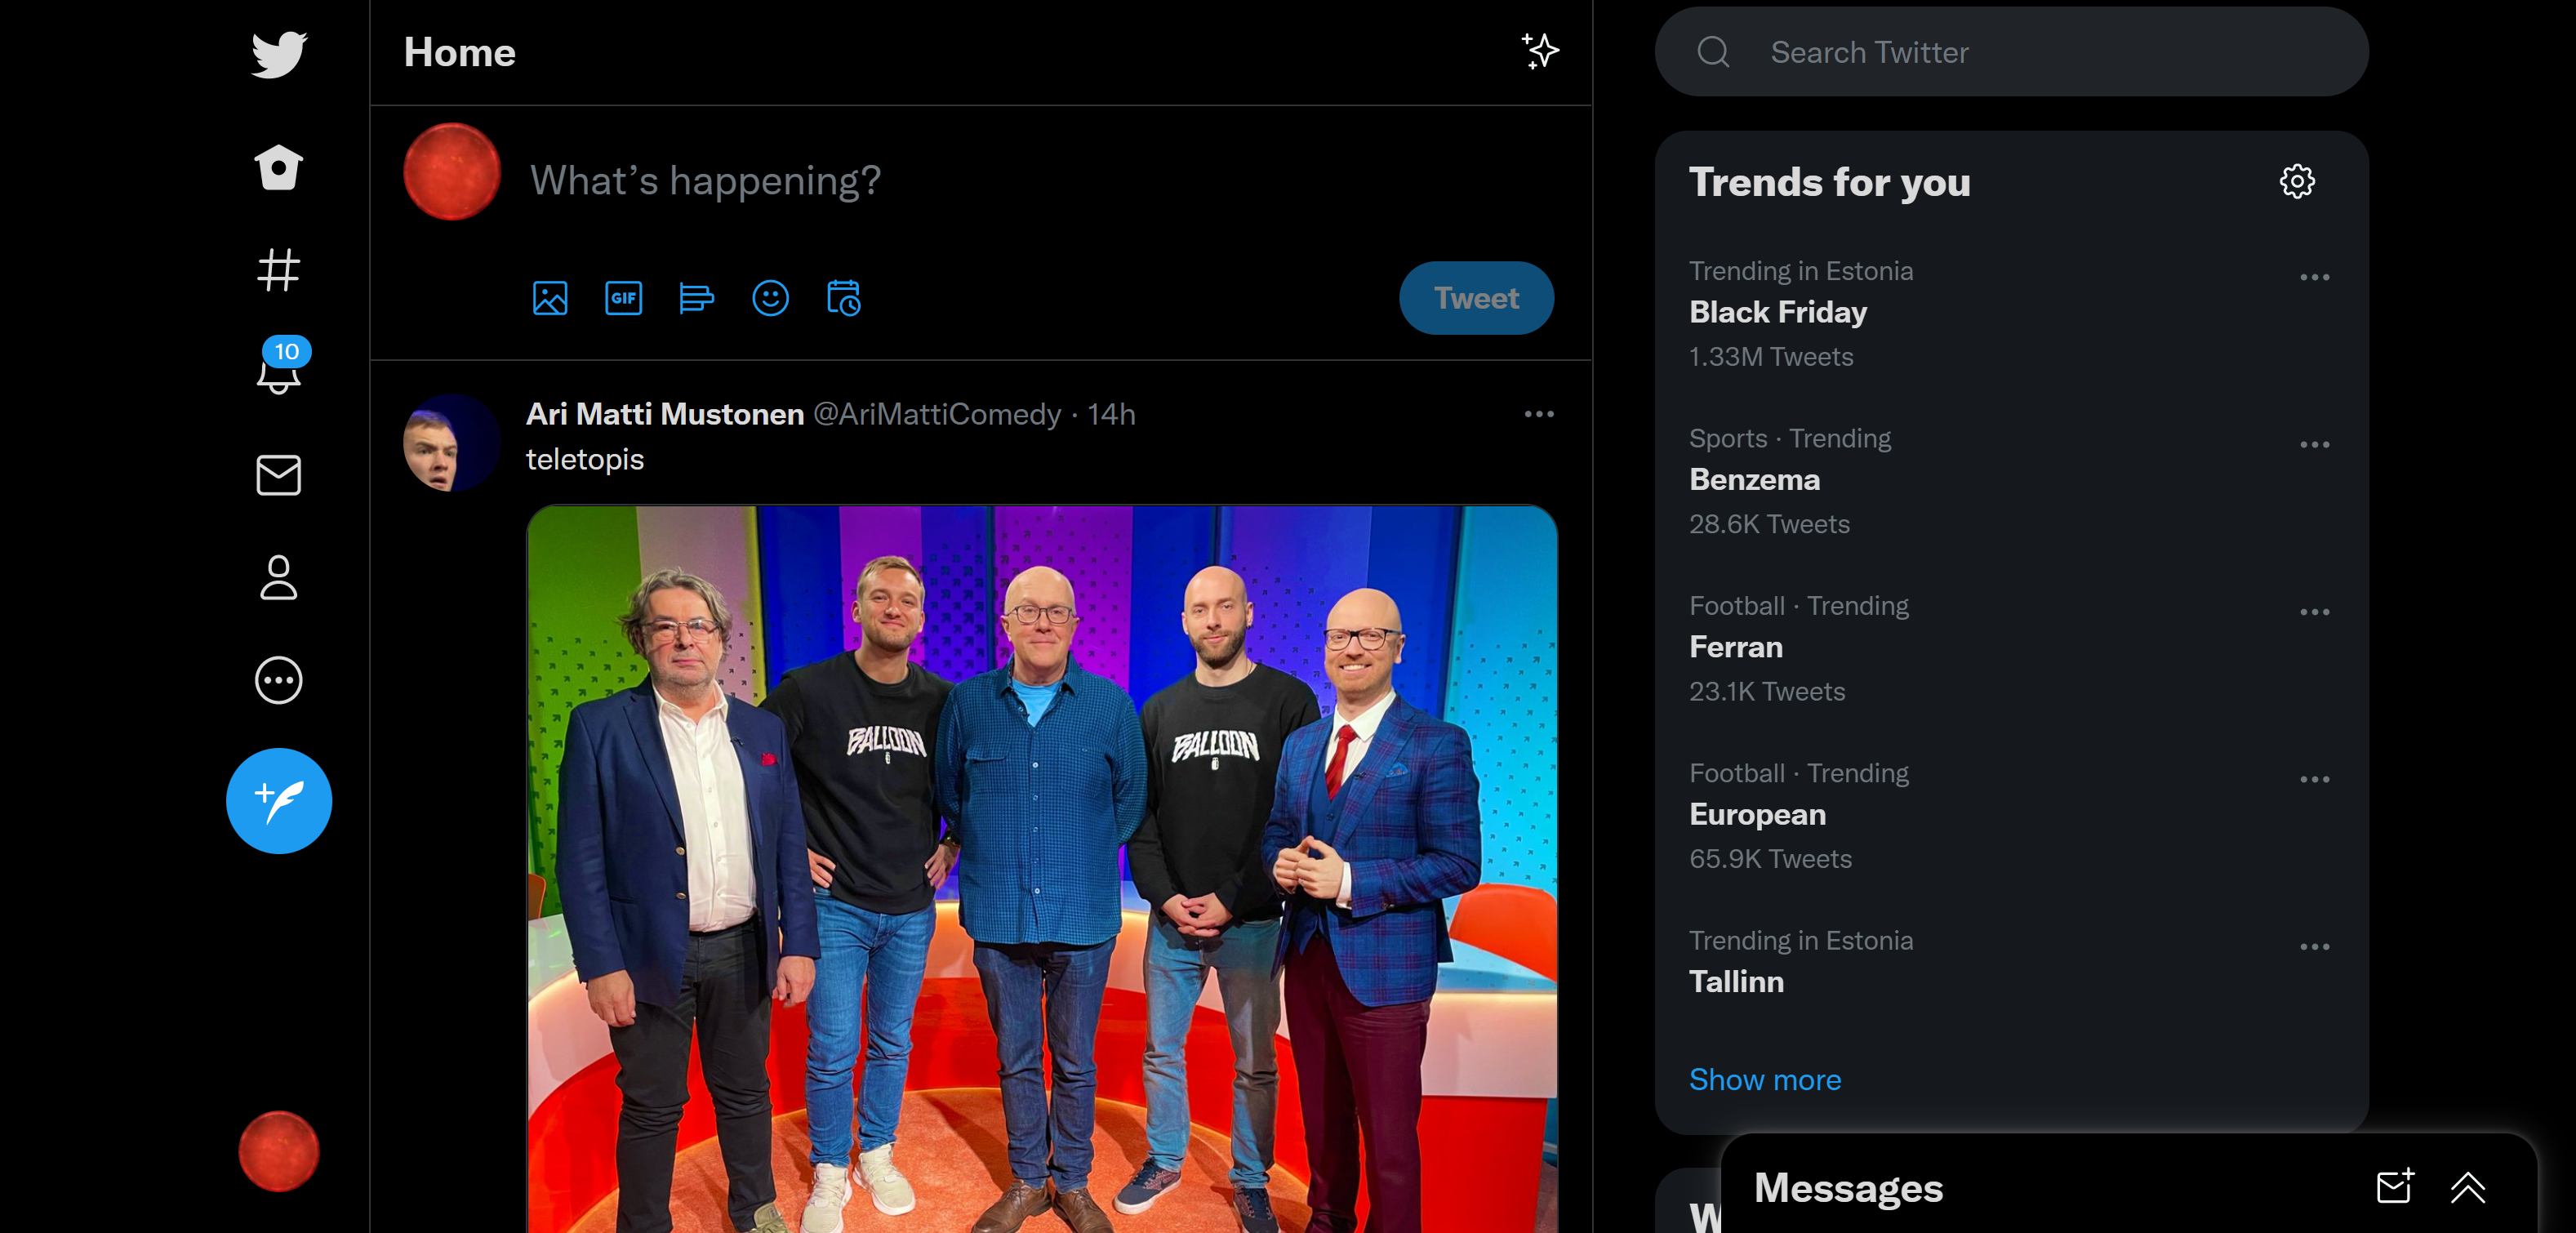 Home
What's happening?
GIF
Tweet
10
Ari Matti Mustonen @AriMattiComedy · 14h
teletopis
BALLOON
BALLOON
Search Twitter
Trends for you
Trending in Estonia
Black Friday
1.33M Tweets
Sports · Trending
Benzema
28.6K Tweets
Football · Trending
Ferran
23.1K Tweets
Football · Trending
European
65.9K Tweets
Trending in Estonia
Tallinn
Show more
Messages